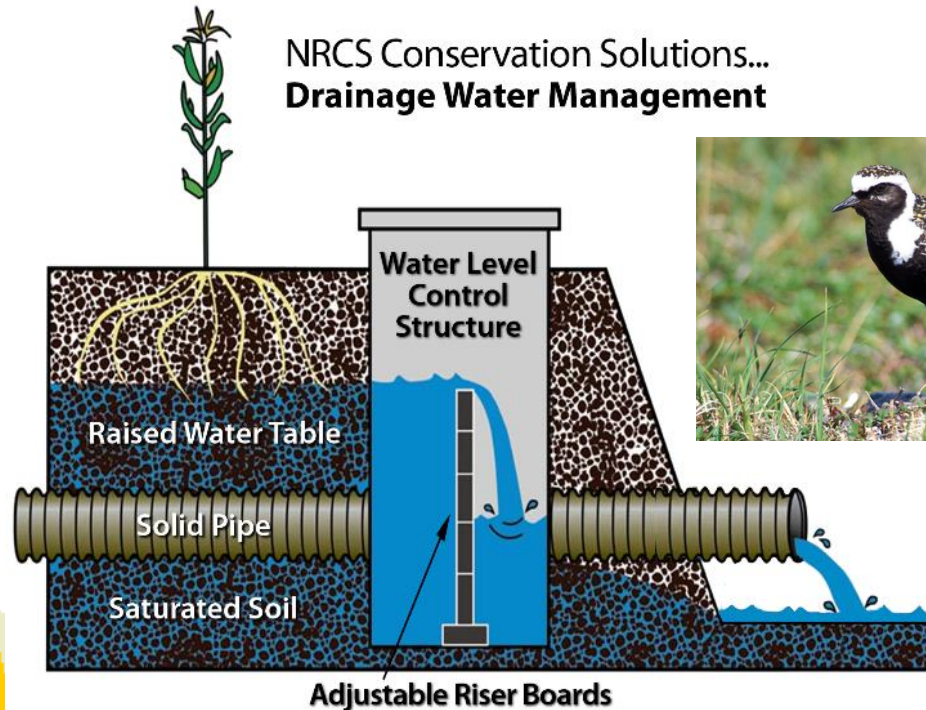 NRCS Conservation Solutions...
Drainage Water Management
Water Level
Control
Structure
Raised Water Table
Solid Pipe
Saturated Soil
Adjustable Riser Boards